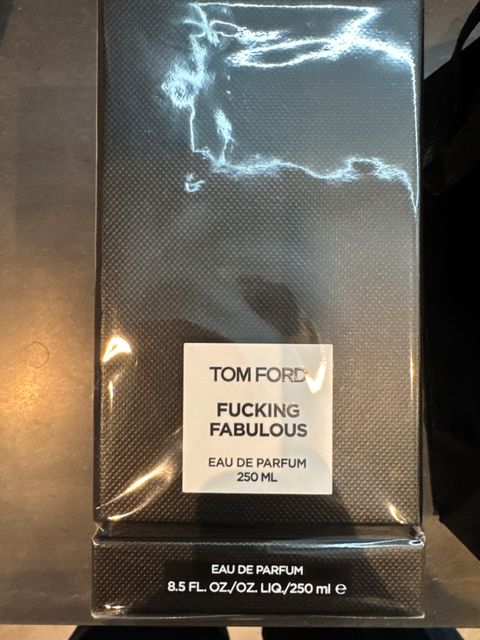 TOM FORD
FUCKING
FABULOUS
EAU DE PARFUM
250 ML
EAU DE PARFUM
8.5 FL. OZ./OZ. LIQ./250 ml ℮